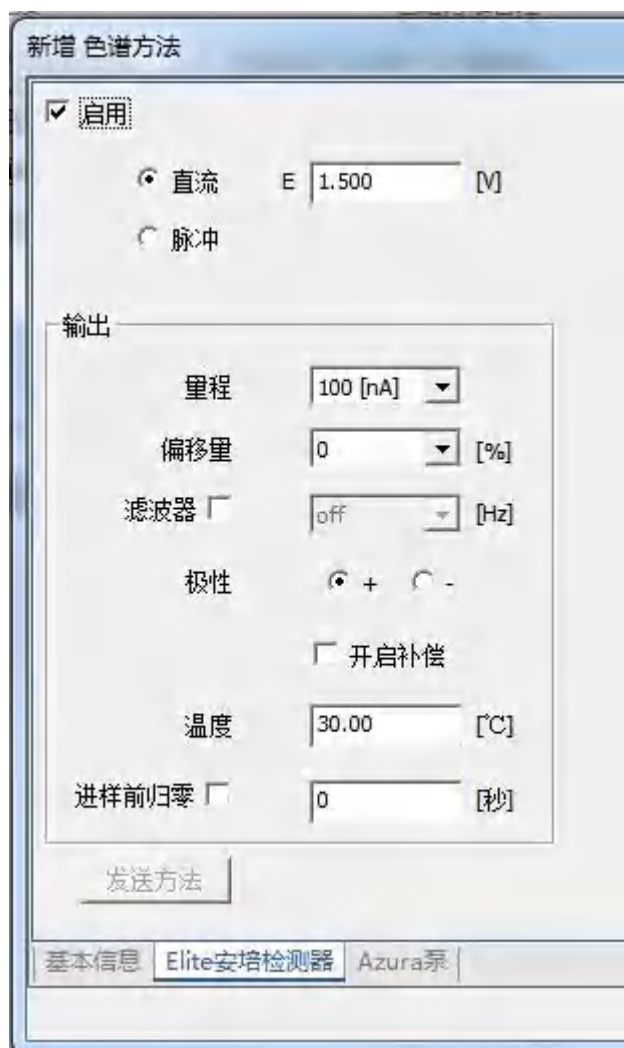 新增 色谱方法
启用
直流 E 1.500 [V]
脉冲
输出
量程 100 [nA]
偏移量 0 [%]
滤波器 off [Hz]
极性 + -
开启补偿
温度 30.00 [℃]
进样前归零 0 [秒]
发送方法
基本信息 Elite安培检测器 Azura泵